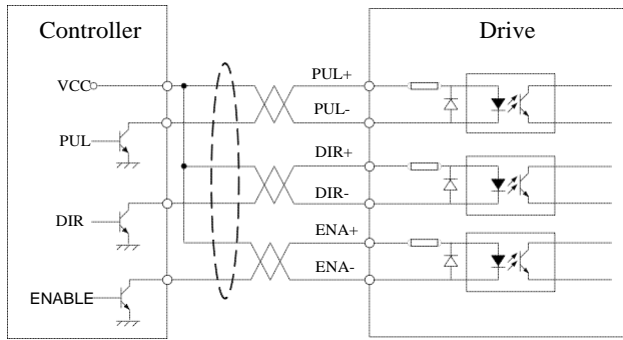 Controller
Drive
VCC
PUL+
PUL-
PUL
DIR+
DIR-
DIR
ENA+
ENA-
ENABLE